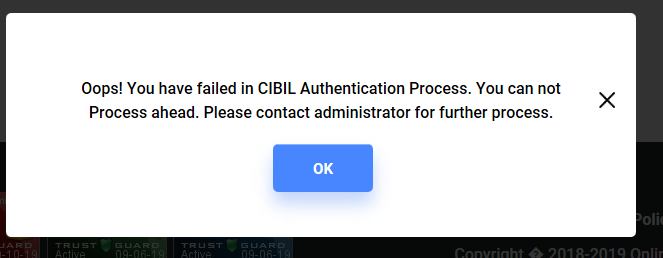 Oops! You have failed in CIBIL Authentication Process. You can not
Process ahead. Please contact administrator for further process.
OK
Polic
UARD
-10-19
TRUST GUARD
Active 09-06-19
TRUST GUARD
Active 09-06-19
Copyright � 2018-2019 Onlin